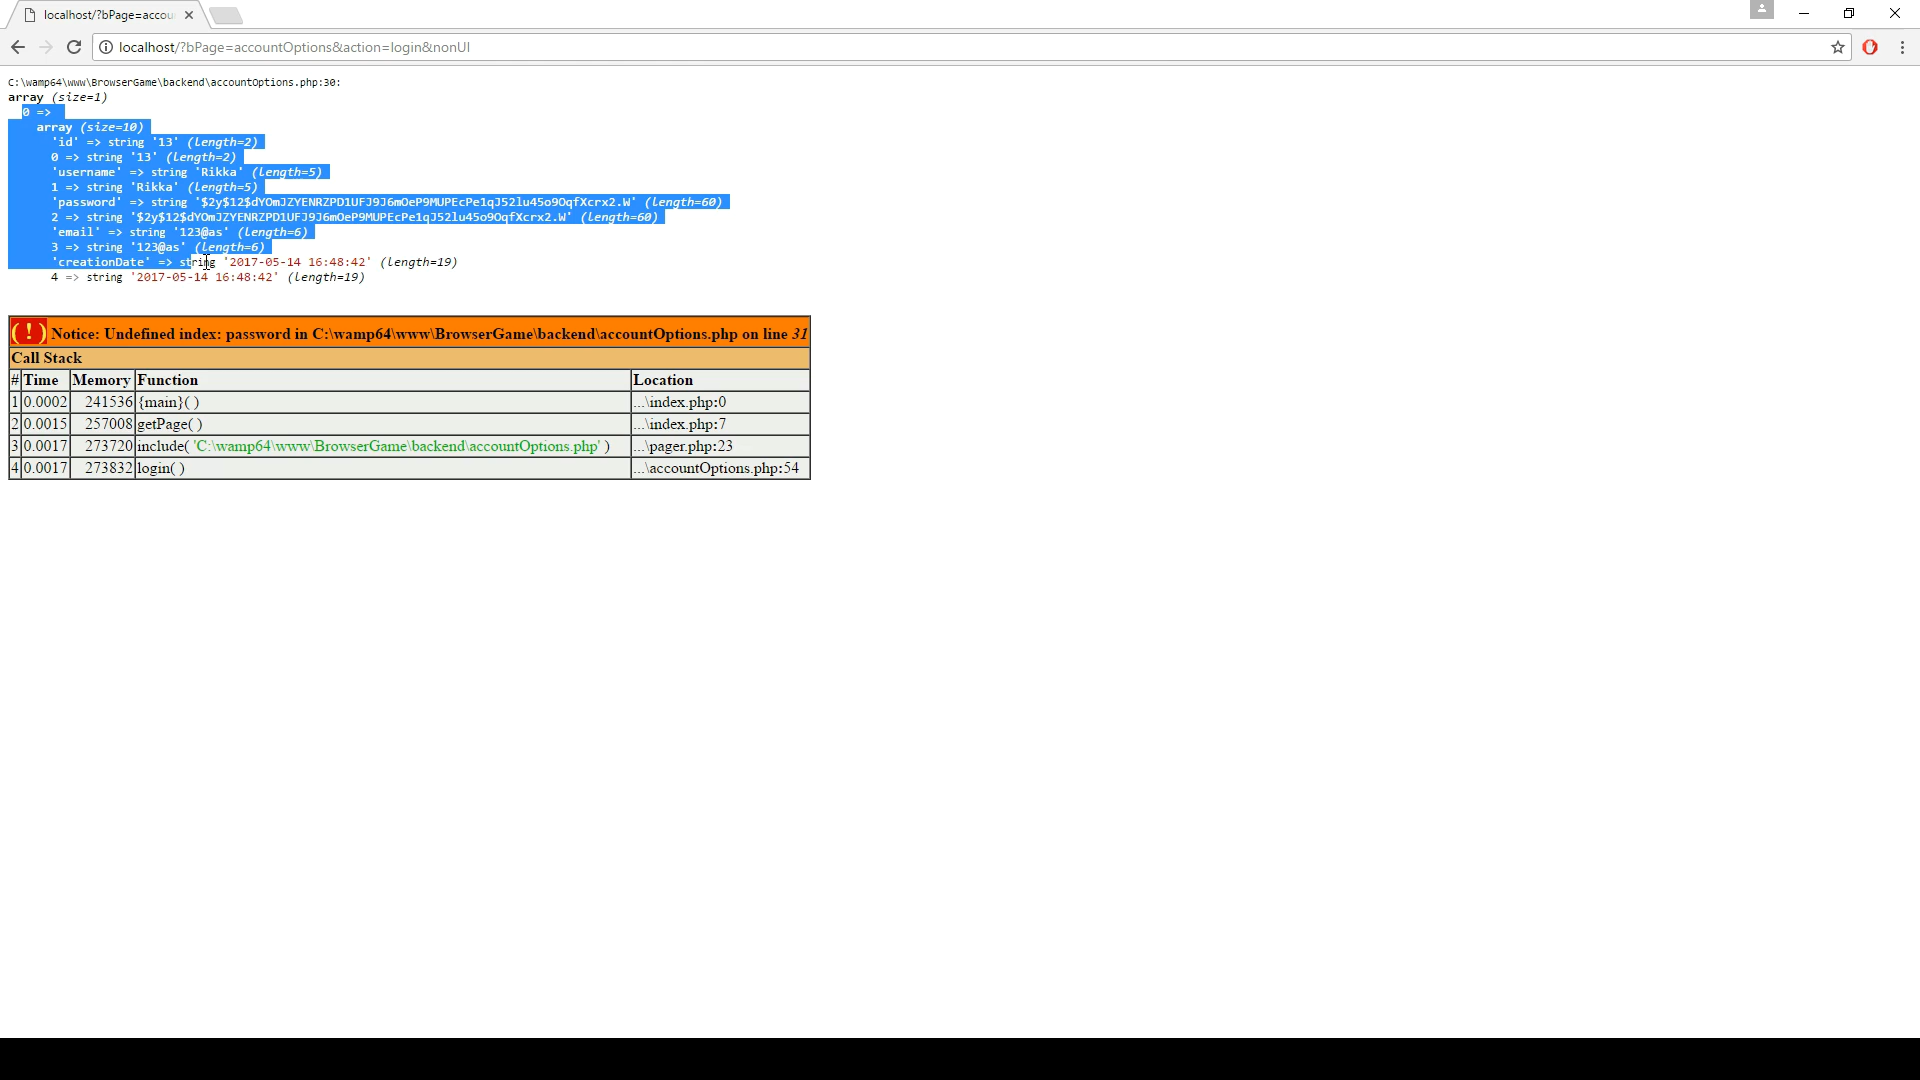 localhost/?bPage=accou
localhost/?bPage=accountOptions&action=login&nonUI
C:\wamp64\www\BrowserGame\backend\accountOptions.php:30:
array (size=1)
0 =>
array (size=10)
'id' => string '13' (length=2)
0 => string '13' (length=2)
'username' => string 'Rikka' (length=5)
1 => string 'Rikka' (length=5)
'password' => string '$2y$12$dYOmJZYENRZPD1UFJ9J6mOeP9MUPEcPe1qJ52lu45o9OqfXcrx2.W' (length=60)
2 => string '$2y$12$dYOmJZYENRZPD1UFJ9J6mOeP9MUPEcPe1qJ52lu45o9OqfXcrx2.W' (length=60)
'email' => string '123@as' (length=6)
3 => string '123@as' (length=6)
'creationDate' => string '2017-05-14 16:48:42' (length=19)
4 => string '2017-05-14 16:48:42' (length=19)
( ! ) Notice: Undefined index: password in C:\wamp64\www\BrowserGame\backend\accountOptions.php on line 31
Call Stack
# Time Memory Function Location
1 0.0002 241536 {main}( ) ...\index.php:0
2 0.0015 257008 getPage( ) ...\index.php:7
3 0.0017 273720 include( 'C:\wamp64\www\BrowserGame\backend\accountOptions.php' ) ...\pager.php:23
4 0.0017 273832 login( ) ...\accountOptions.php:54